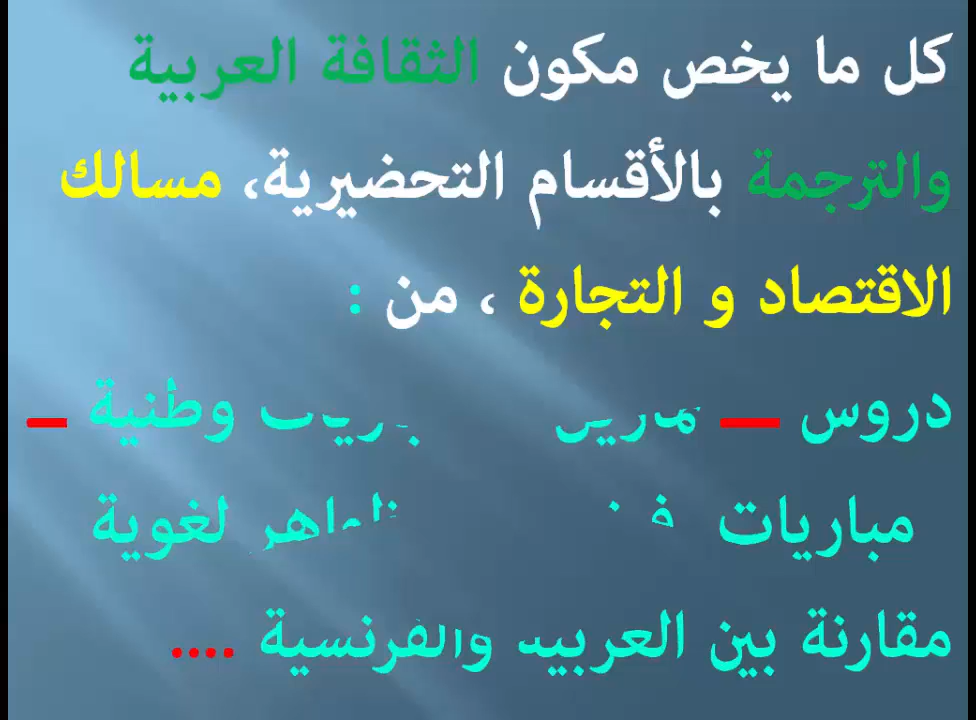 كل ما يخص مكون الثقافة العربية
والترجمة بالأقسام التحضيرية، مسالك
الاقتصاد و التجارة ، من :
دروس ـ وطنية ـ
مباريات لغوية
مقارنة بين العربية والفرنسية ....